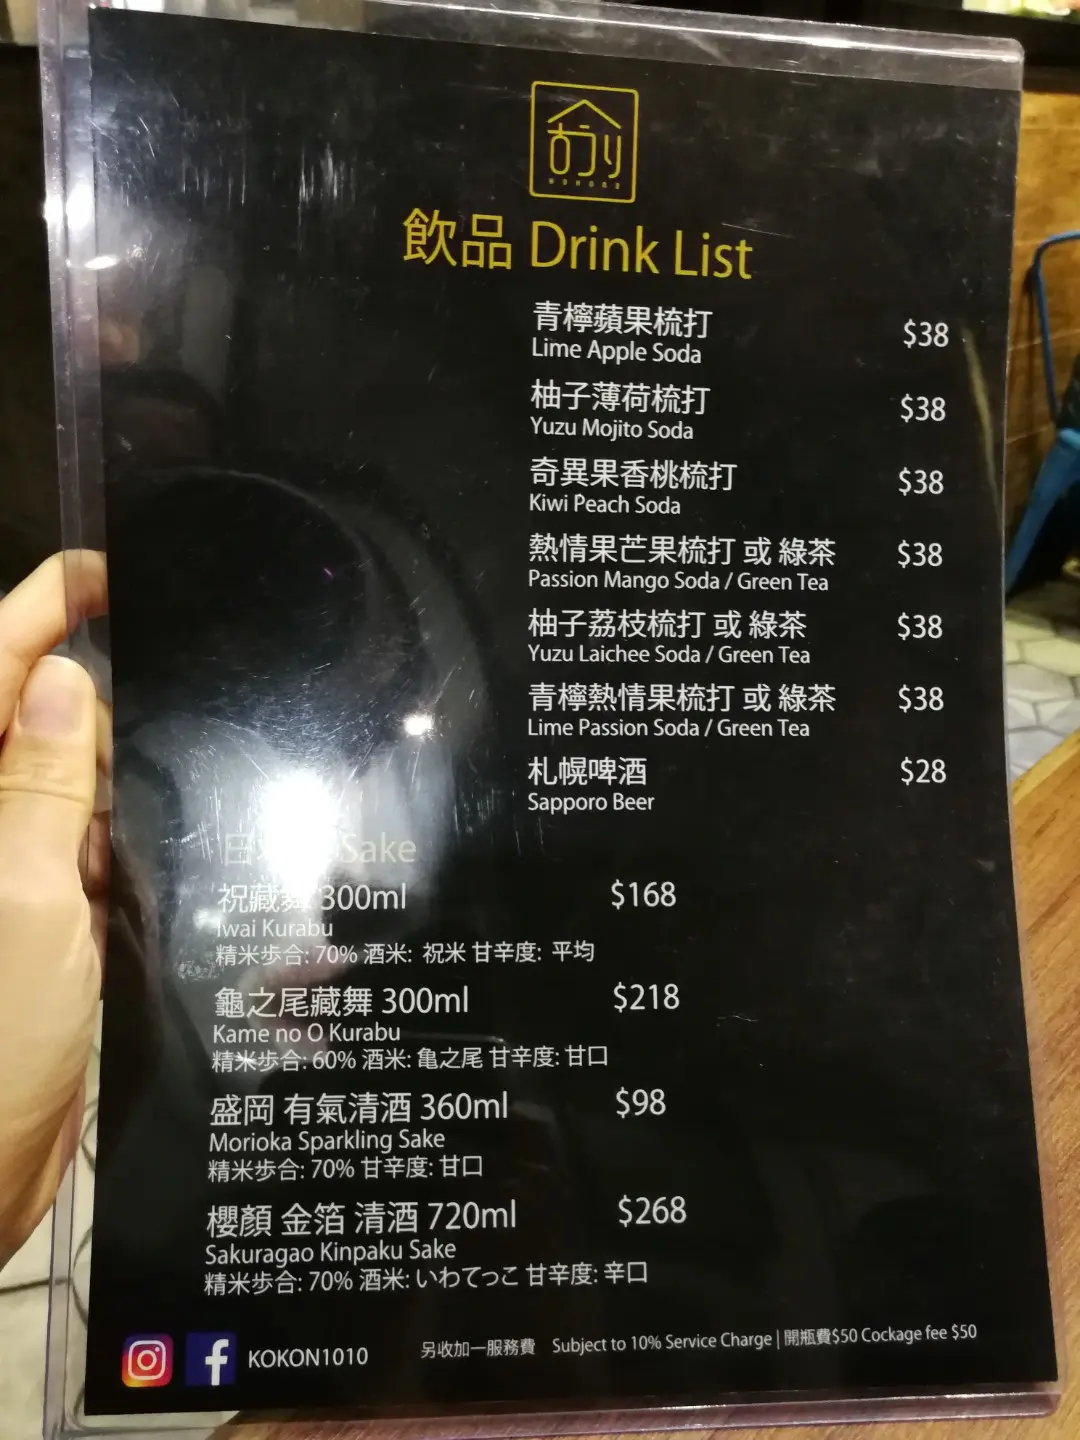 飲品 Drink List
青檸蘋果梳打 $38
Lime Apple Soda
柚子薄荷梳打 $38
Yuzu Mojito Soda
奇異果香桃梳打 $38
Kiwi Peach Soda
熱情果芒果梳打 或 綠茶 $38
Passion Mango Soda / Green Tea
柚子荔枝梳打 或 綠茶 $38
Yuzu Laichee Soda / Green Tea
青檸熱情果梳打 或 綠茶 $38
Lime Passion Soda / Green Tea
札幌啤酒 $28
Sapporo Beer
Sake
祝藏舞 300ml $168
Iwai Kurabu
精米歩合: 70% 酒米: 祝米 甘辛度: 平均
龜之尾藏舞 300ml $218
Kame no O Kurabu
精米歩合: 60% 酒米: 亀之尾 甘辛度: 甘口
盛岡 有氣清酒 360ml $98
Morioka Sparkling Sake
精米歩合: 70% 甘辛度: 甘口
櫻顏 金箔 清酒 720ml $268
Sakuragao Kinpaku Sake
精米歩合: 70% 酒米: いわてっこ 甘辛度: 辛口
KOKON1010 另收加一服務費 Subject to 10% Service Charge | 開瓶費$50 Cockage fee $50